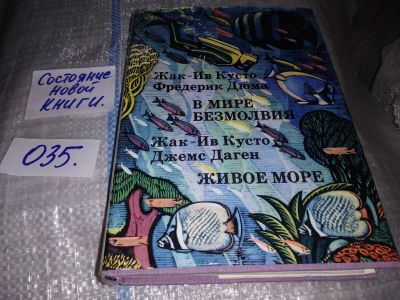 Состояние
новой
книги.
035.
Жак-Ив Кусто
Фредерик Дюма
В МИРЕ
БЕЗМОЛВИЯ
Жак-Ив Кусто
Джемс Даген
ЖИВОЕ МОРЕ